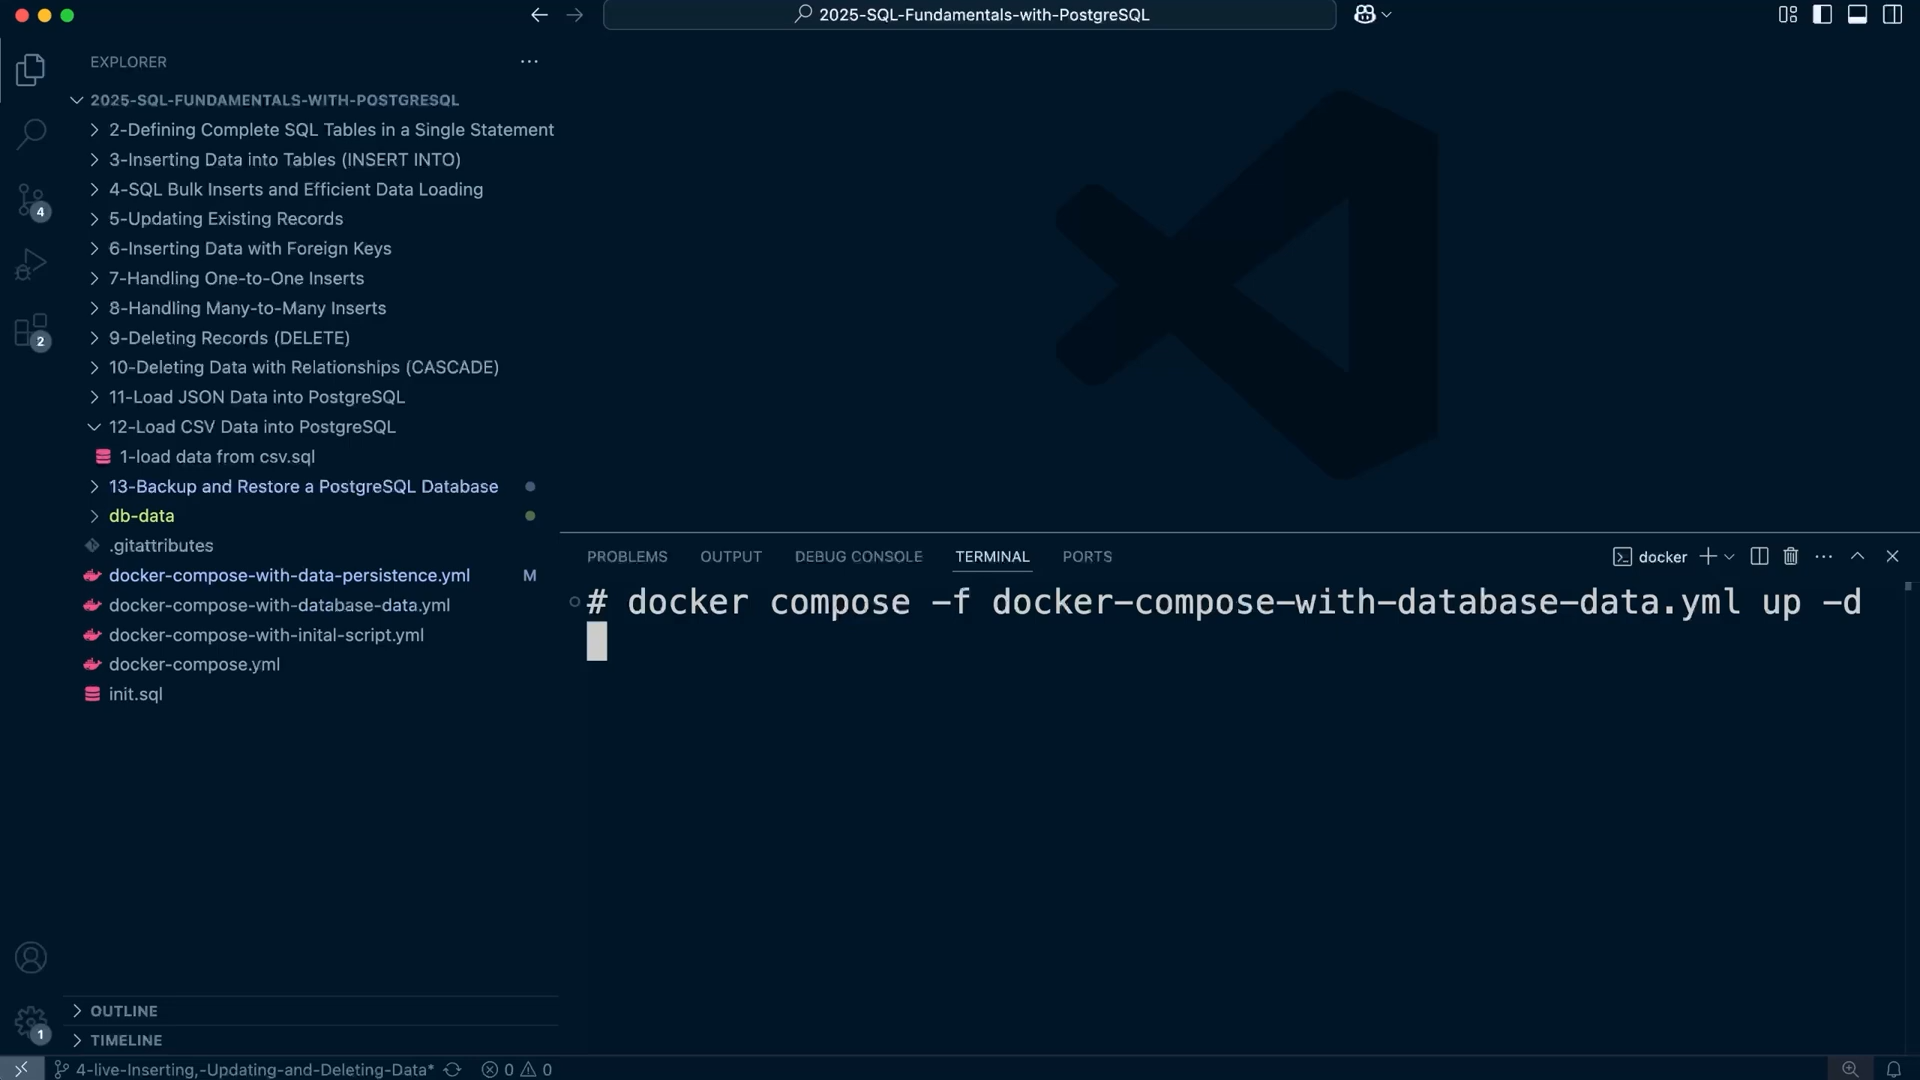 2025-SQL-Fundamentals-with-PostgreSQL
EXPLORER
2025-SQL-FUNDAMENTALS-WITH-POSTGRESQL
2-Defining Complete SQL Tables in a Single Statement
3-Inserting Data into Tables (INSERT INTO)
4-SQL Bulk Inserts and Efficient Data Loading
4
5-Updating Existing Records
6-Inserting Data with Foreign Keys
7-Handling One-to-One Inserts
8-Handling Many-to-Many Inserts
9-Deleting Records (DELETE)
2
10-Deleting Data with Relationships (CASCADE)
11-Load JSON Data into PostgreSQL
12-Load CSV Data into PostgreSQL
1-load data from csv.sql
13-Backup and Restore a PostgreSQL Database
db-data
.gitattributes
docker-compose-with-data-persistence.yml M
docker-compose-with-database-data.yml
docker-compose-with-inital-script.yml
docker-compose.yml
init.sql
PROBLEMS OUTPUT DEBUG CONSOLE TERMINAL PORTS docker
# docker compose -f docker-compose-with-database-data.yml up -d
OUTLINE
1
TIMELINE
4-live-Inserting,-Updating-and-Deleting-Data* 0 0